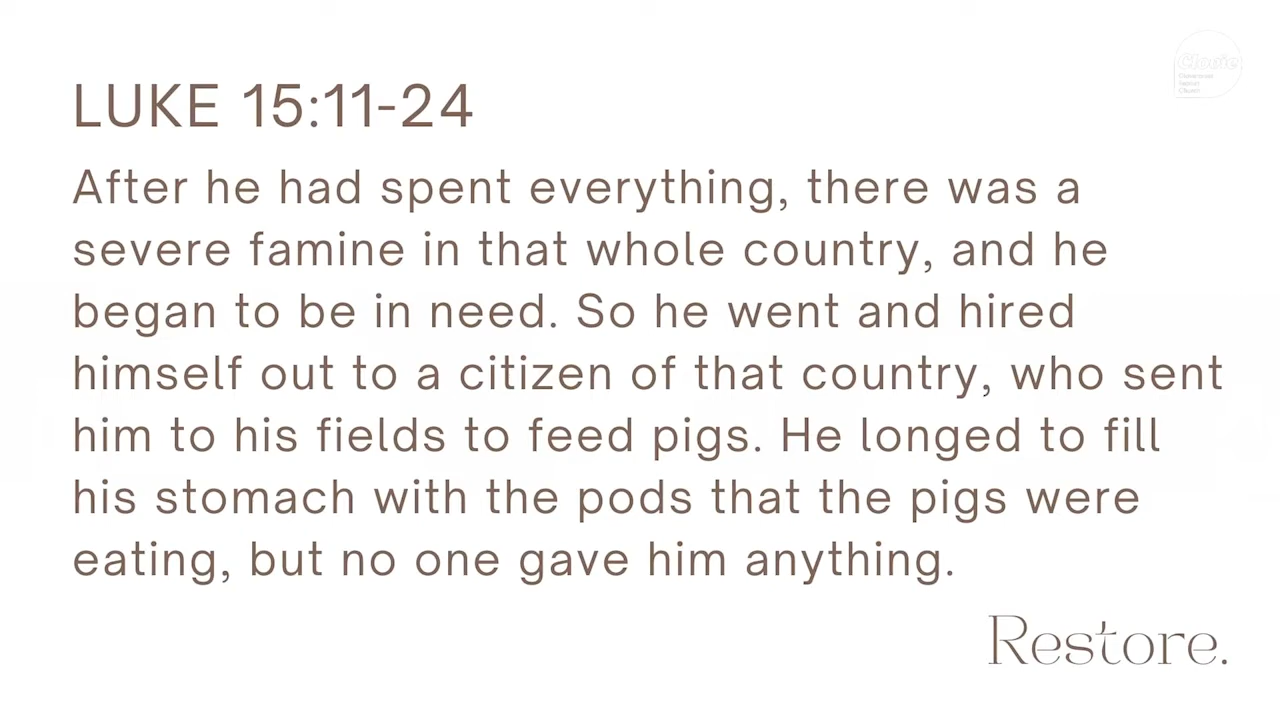 LUKE 15:11-24
After he had spent everything, there was a
severe famine in that whole country, and he
began to be in need. So he went and hired
himself out to a citizen of that country, who sent
him to his fields to feed pigs. He longed to fill
his stomach with the pods that the pigs were
eating, but no one gave him anything.
Restore.